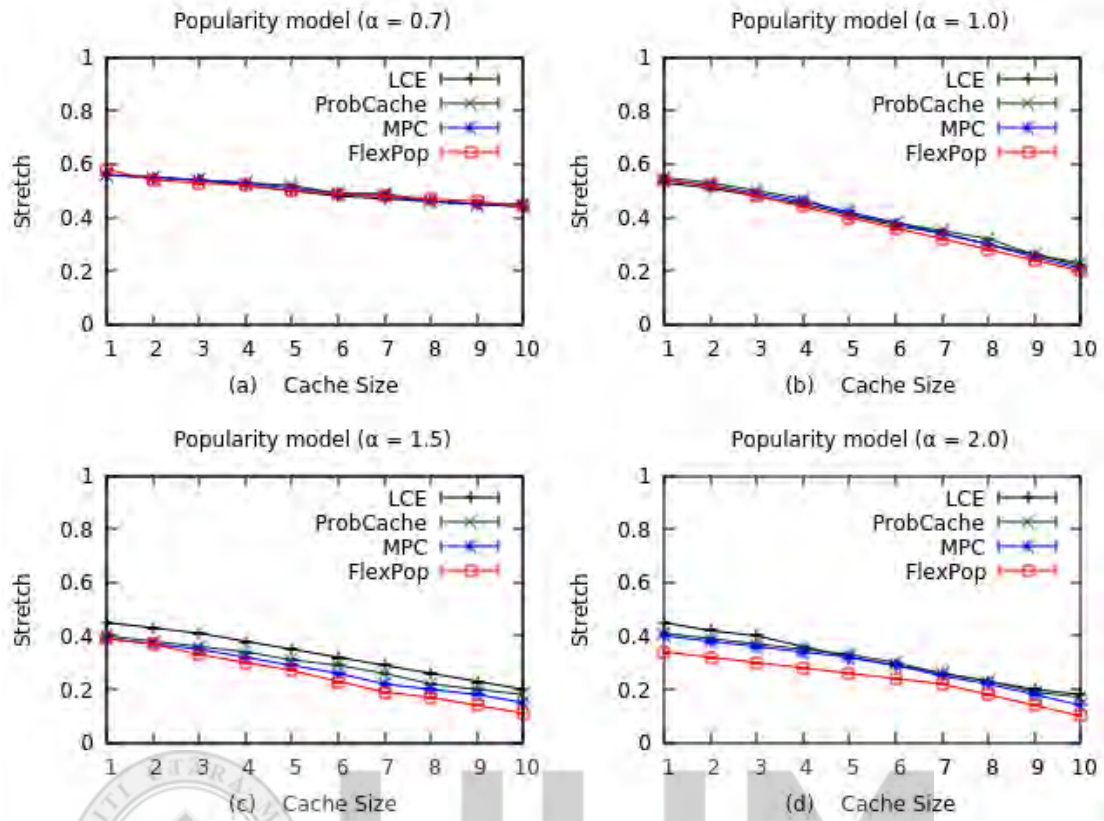 Popularity model (α = 0.7)
1
0.8
0.6
0.4
0.2
0
Stretch
LCE
ProbCache
MPC
FlexPop
1 2 3 4 5 6 7 8 9 10
(a) Cache Size
Popularity model (α = 1.0)
1
0.8
0.6
0.4
0.2
0
Stretch
LCE
ProbCache
MPC
FlexPop
1 2 3 4 5 6 7 8 9 10
(b) Cache Size
Popularity model (α = 1.5)
1
0.8
0.6
0.4
0.2
0
Stretch
LCE
ProbCache
MPC
FlexPop
1 2 3 4 5 6 7 8 9 10
(c) Cache Size
Popularity model (α = 2.0)
1
0.8
0.6
0.4
0.2
0
Stretch
LCE
ProbCache
MPC
FlexPop
1 2 3 4 5 6 7 8 9 10
(d) Cache Size